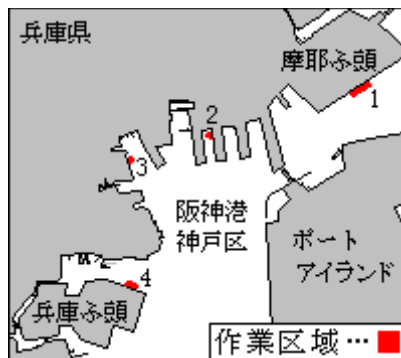 兵庫県
摩耶ふ頭
1
2
3
阪神港
神戸区
ポート
アイランド
4
兵庫ふ頭
作業区域…